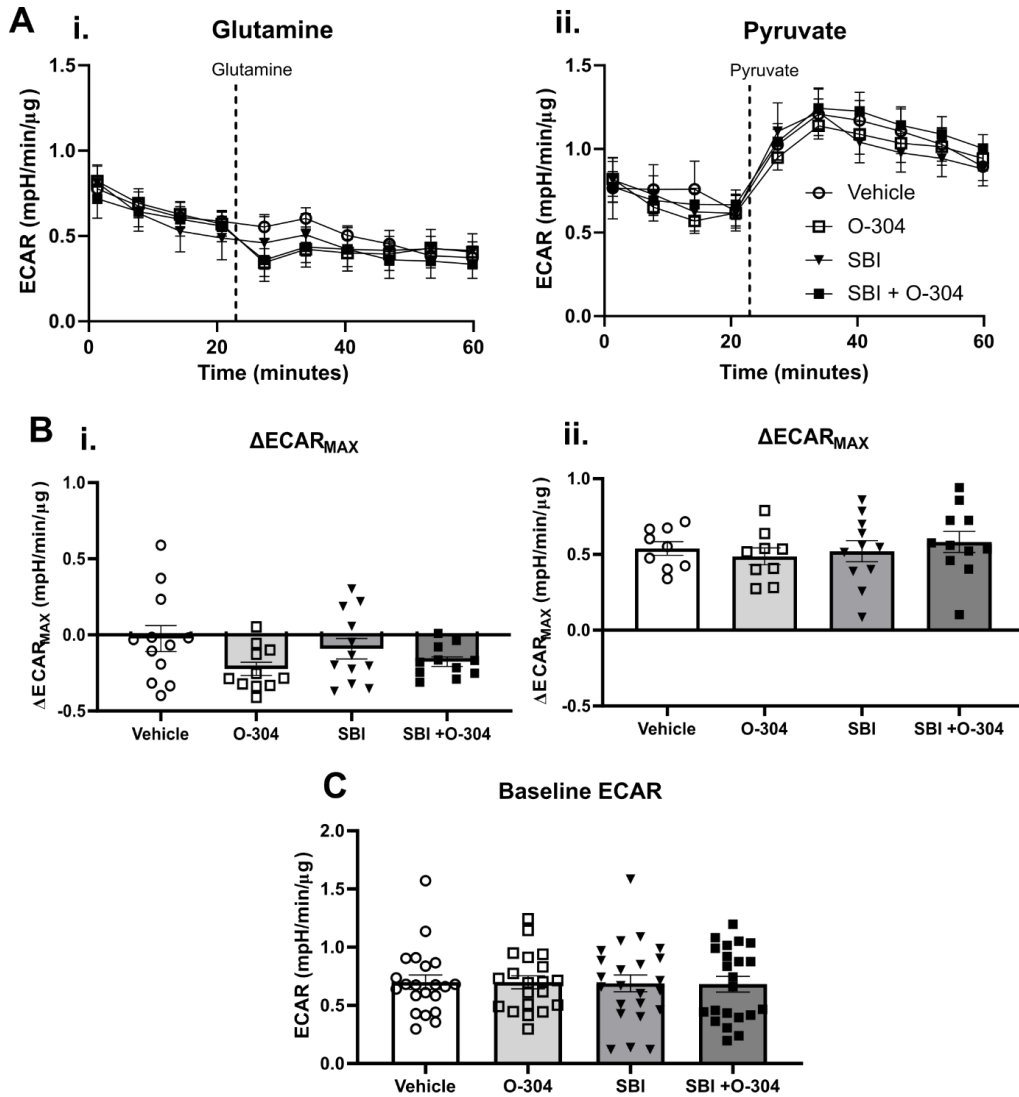 A i. Glutamine
Glutamine
ECAR (mpH/min/µg)
1.5
1.0
0.5
0.0
0 20 40 60
Time (minutes)
ii. Pyruvate
Pyruvate
ECAR (mpH/min/µg)
1.5
1.0
0.5
0.0
Vehicle
O-304
SBI
SBI + O-304
0 20 40 60
Time (minutes)
B i. ΔECARMAX
ΔECARMAX (mpH/min/µg)
1.0
0.5
0.0
-0.5
Vehicle O-304 SBI SBI +O-304
ii. ΔECARMAX
ΔECARMAX (mpH/min/µg)
1.0
0.5
0.0
-0.5
Vehicle O-304 SBI SBI +O-304
C Baseline ECAR
ECAR (mpH/min/µg)
2.0
1.5
1.0
0.5
0.0
Vehicle O-304 SBI SBI +O-304